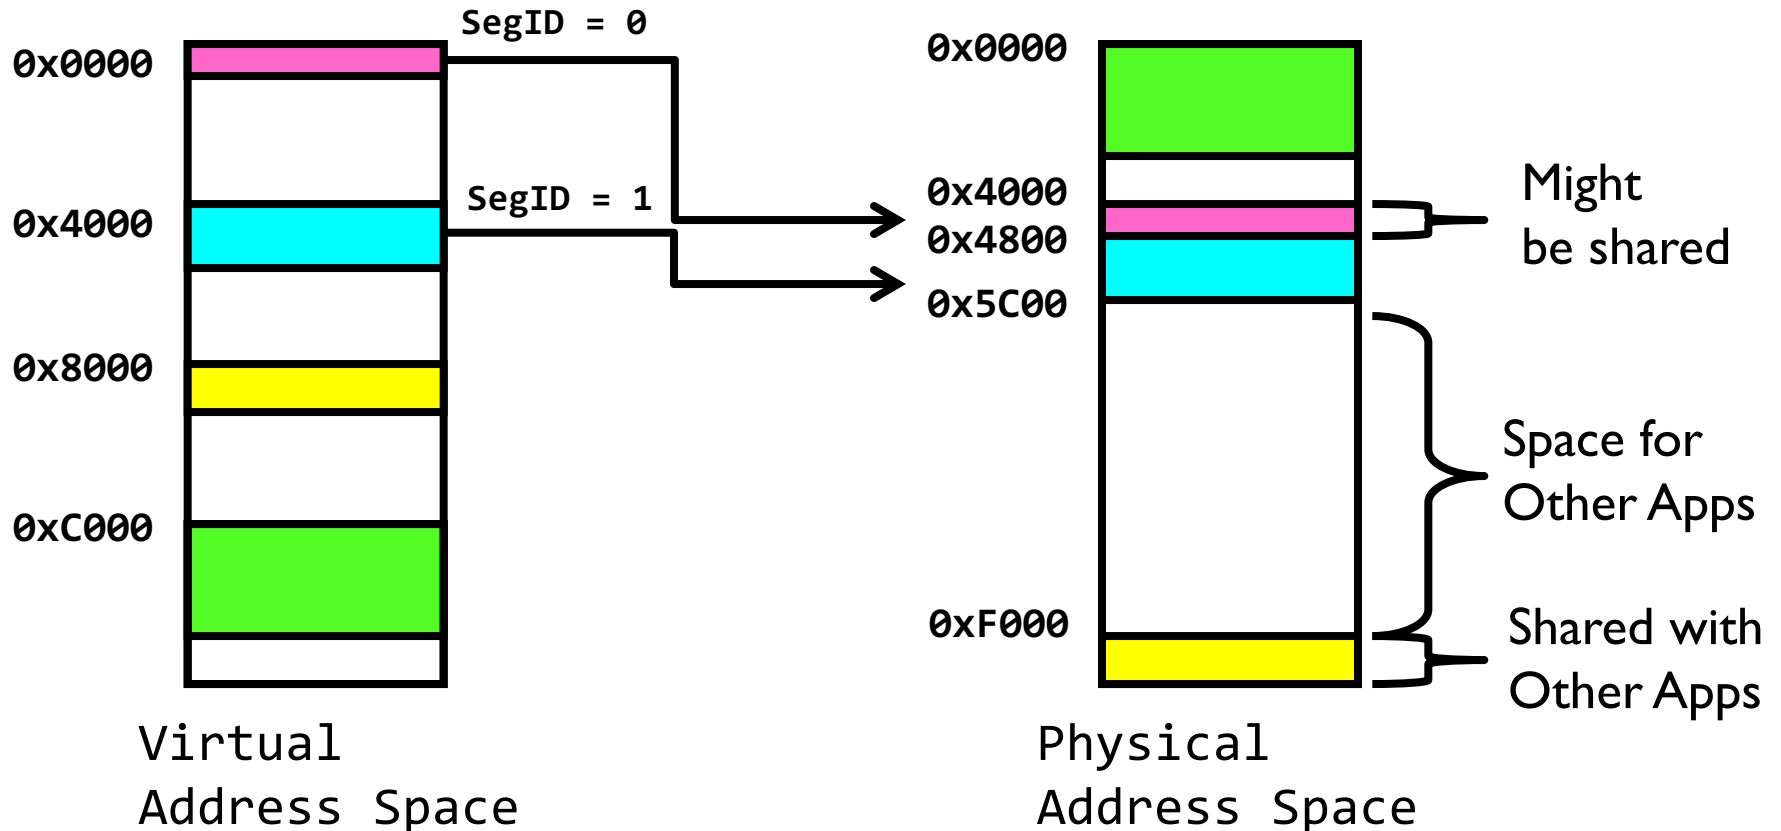 SegID = 0
0x0000
0x4000
SegID = 1
0x8000
0xC000
Virtual
Address Space
0x0000
0x4000
0x4800
0x5C00
0xF000
Physical
Address Space
Might
be shared
Space for
Other Apps
Shared with
Other Apps